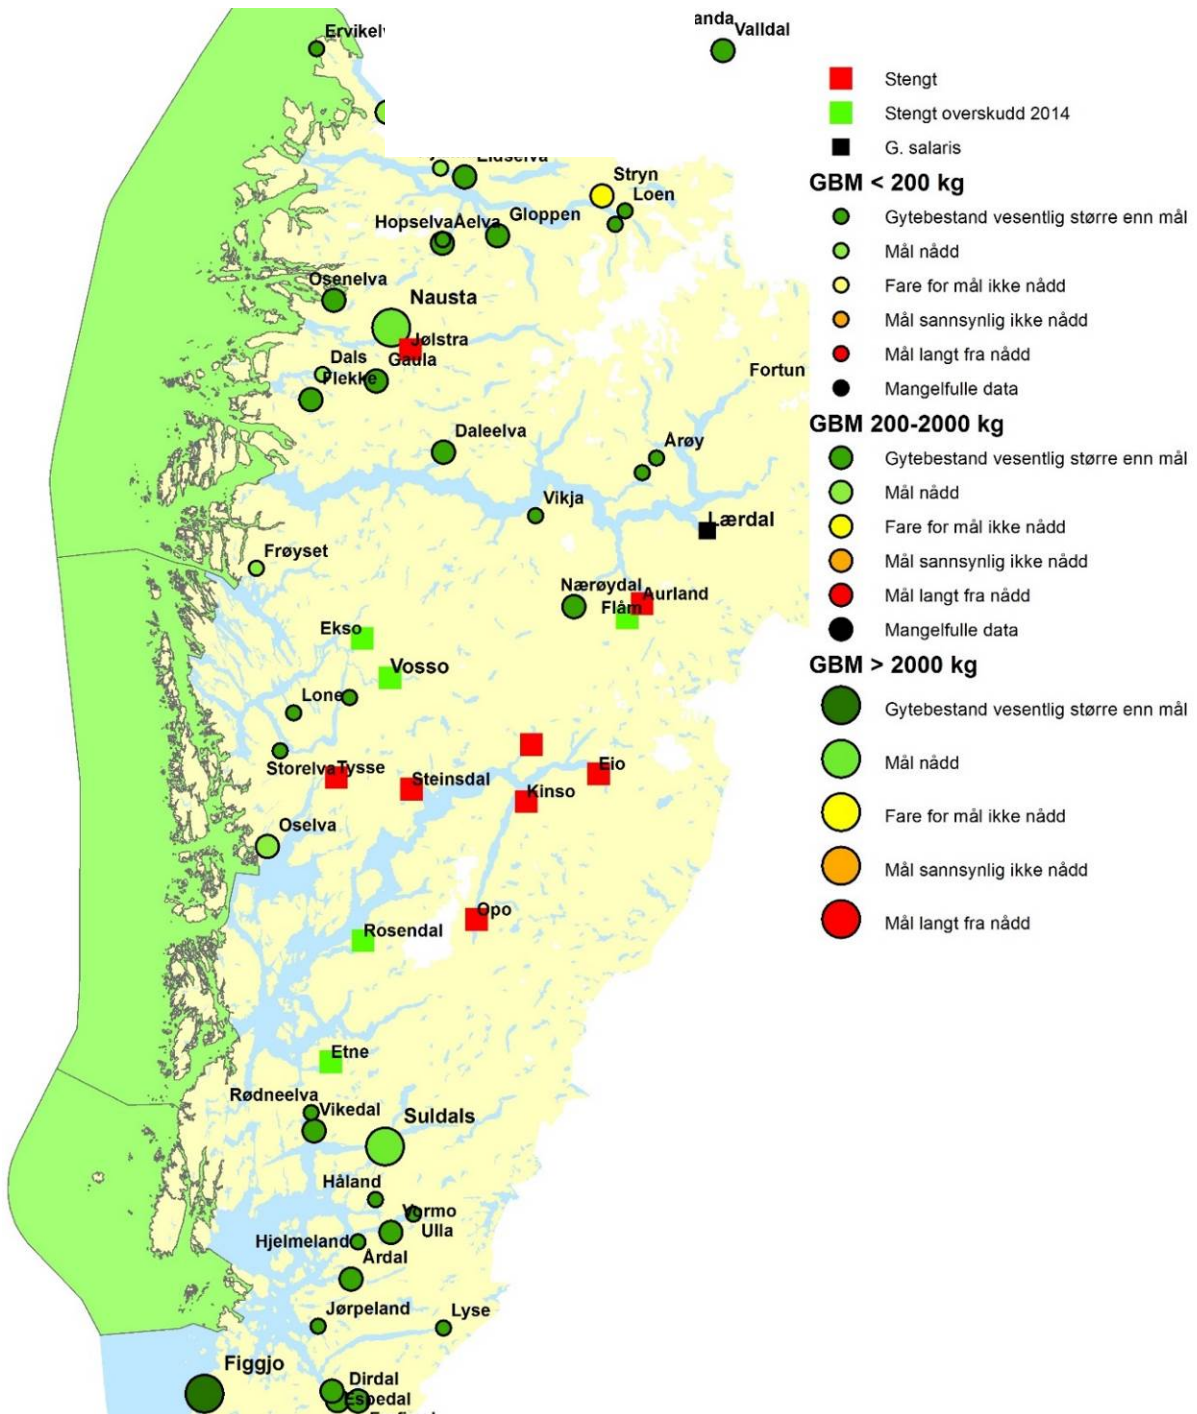 Ervikelv
anda
Valldal
Eidselva
Stryn
Loen
HopselvaAelva
Gloppen
Osenelva
Nausta
Jølstra
Dals
Gaula
Flekke
Fortun
Daleelva
Årøy
Vikja
Lærdal
Frøyset
Nærøydal
Aurland
Flåm
Ekso
Vosso
Lone
StorelvaTysse
Steinsdal
Eio
Kinso
Oselva
Opo
Rosendal
Etne
Rødneelva
Vikedal
Suldals
Håland
Vormo
Ulla
Hjelmeland
Årdal
Jørpeland
Lyse
Figgjo
Dirdal
Espedal
Stengt
Stengt overskudd 2014
G. salaris
GBM < 200 kg
Gytebestand vesentlig større enn mål
Mål nådd
Fare for mål ikke nådd
Mål sannsynlig ikke nådd
Mål langt fra nådd
Mangelfulle data
GBM 200-2000 kg
Gytebestand vesentlig større enn mål
Mål nådd
Fare for mål ikke nådd
Mål sannsynlig ikke nådd
Mål langt fra nådd
Mangelfulle data
GBM > 2000 kg
Gytebestand vesentlig større enn mål
Mål nådd
Fare for mål ikke nådd
Mål sannsynlig ikke nådd
Mål langt fra nådd